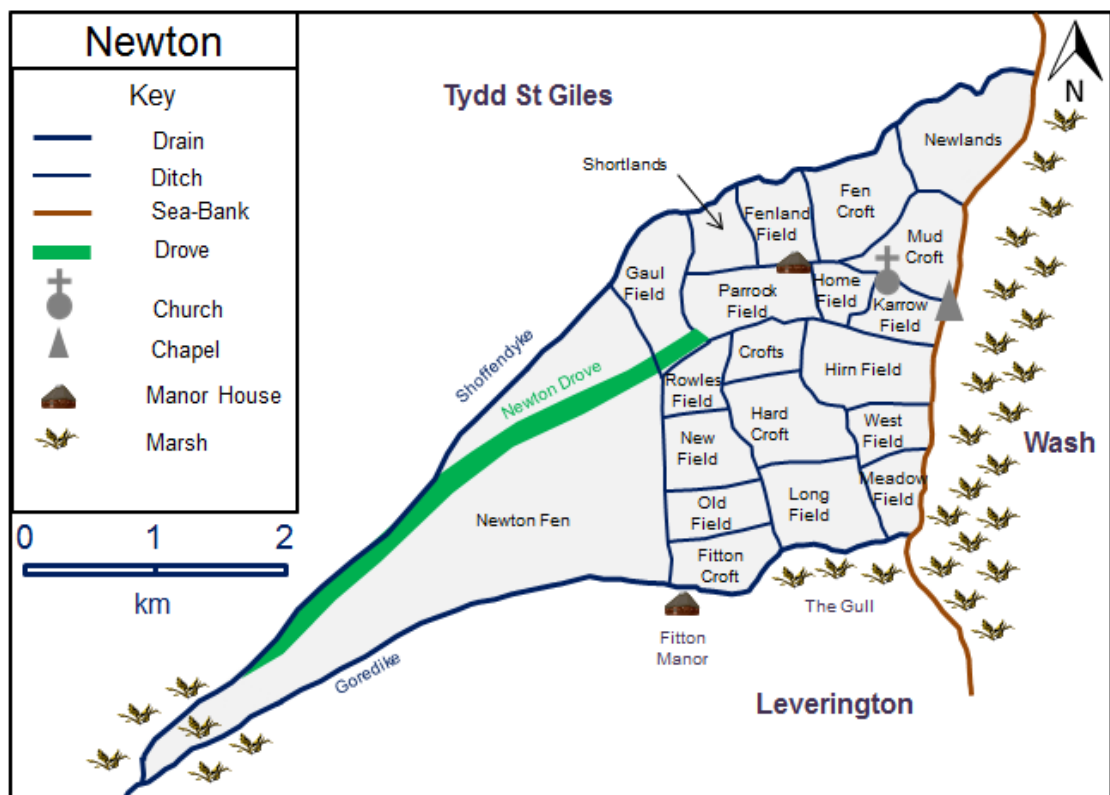 Newton
Key
Drain
Ditch
Sea-Bank
Drove
Church
Chapel
Manor House
Marsh
0 1 2
km
Tydd St Giles
N
Newlands
Shortlands
Fen
Croft
Fenland
Field
Mud
Croft
Gaul
Field
Home
Field
Parrock
Field
Karrow
Field
Shoffendyke
Newton Drove
Crofts
Hirn Field
Rowles
Field
Hard
Croft
West
Field
New
Field
Wash
Meadow
Field
Long
Field
Old
Field
Newton Fen
Fitton
Croft
The Gull
Fitton
Manor
Goredike
Leverington